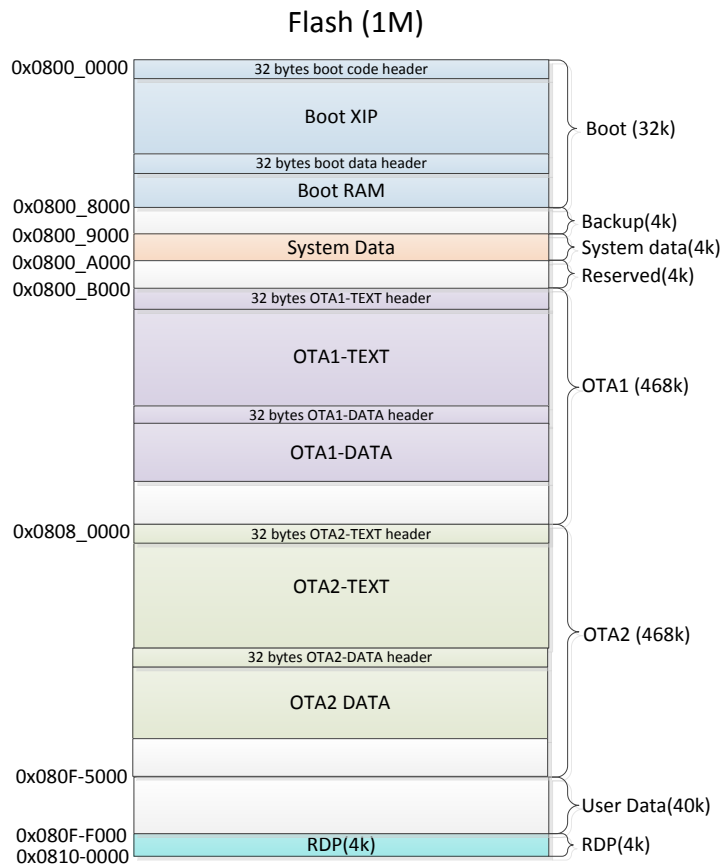 Flash (1M)
0x0800_0000
32 bytes boot code header
Boot XIP
Boot (32k)
32 bytes boot data header
Boot RAM
0x0800_8000
Backup(4k)
0x0800_9000
System Data
System data(4k)
0x0800_A000
Reserved(4k)
0x0800_B000
32 bytes OTA1-TEXT header
OTA1-TEXT
OTA1 (468k)
32 bytes OTA1-DATA header
OTA1-DATA
0x0808_0000
32 bytes OTA2-TEXT header
OTA2-TEXT
OTA2 (468k)
32 bytes OTA2-DATA header
OTA2 DATA
0x080F-5000
User Data(40k)
0x080F-F000
RDP(4k)
RDP(4k)
0x0810-0000